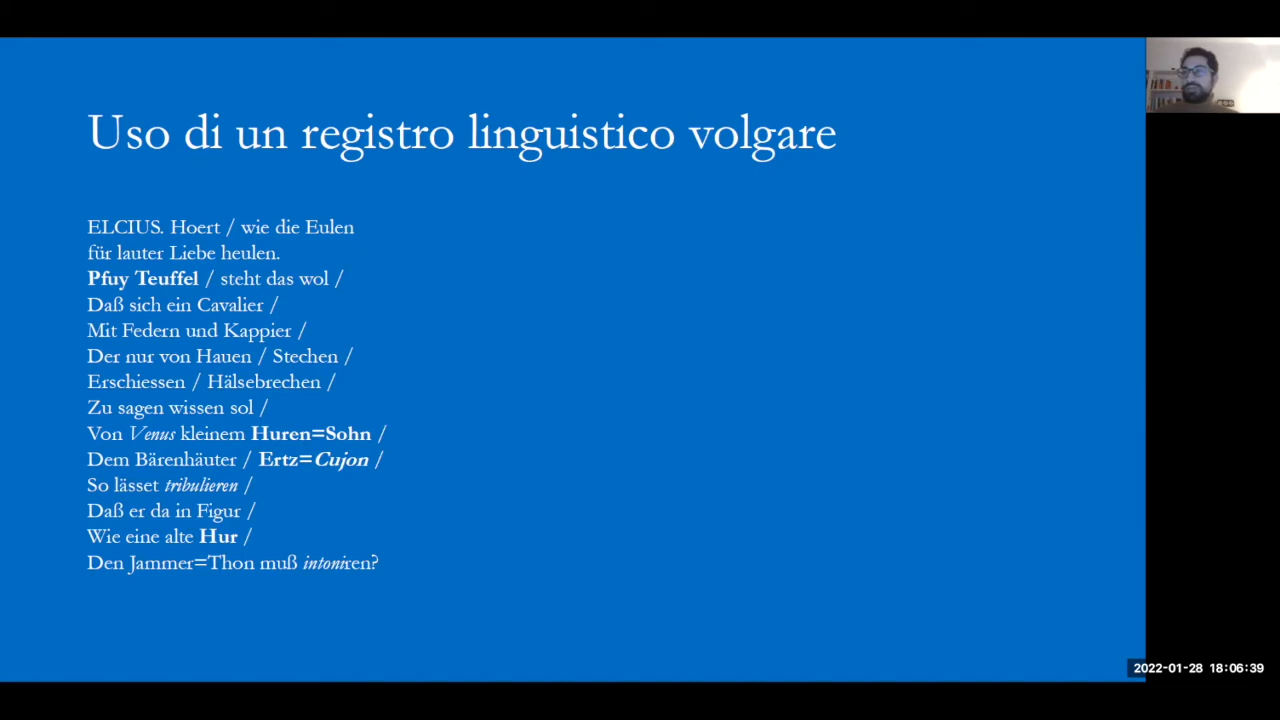 Uso di un registro linguistico volgare
ELCIUS. Hoert / wie die Eulen
für lauter Liebe heulen.
Pfuy Teuffel / steht das wol /
Daß sich ein Cavalier /
Mit Federn und Kappier /
Der nur von Hauen / Stechen /
Erschiessen / Hälsebrechen /
Zu sagen wissen sol /
Von Venus kleinem Huren=Sohn /
Dem Bärenhäuter / Ertz=Cujon /
So lässet tribulieren /
Daß er da in Figur /
Wie eine alte Hur /
Den Jammer=Thon muß intoniren?
2022-01-28 18:06:39